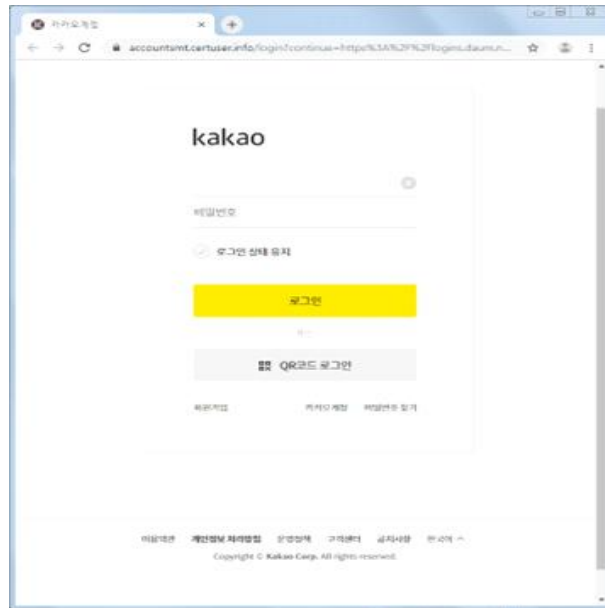 카카오계정
accountsmt.certuser.info/login?continue=https%3A%2F%2Flogins.daum.n...
kakao
비밀번호
로그인 상태 유지
로그인
QR코드 로그인
회원가입 카카오계정 비밀번호 찾기
이용약관 개인정보 처리방침 운영정책 고객센터 공지사항 한국어
Copyright © Kakao Corp. All rights reserved.